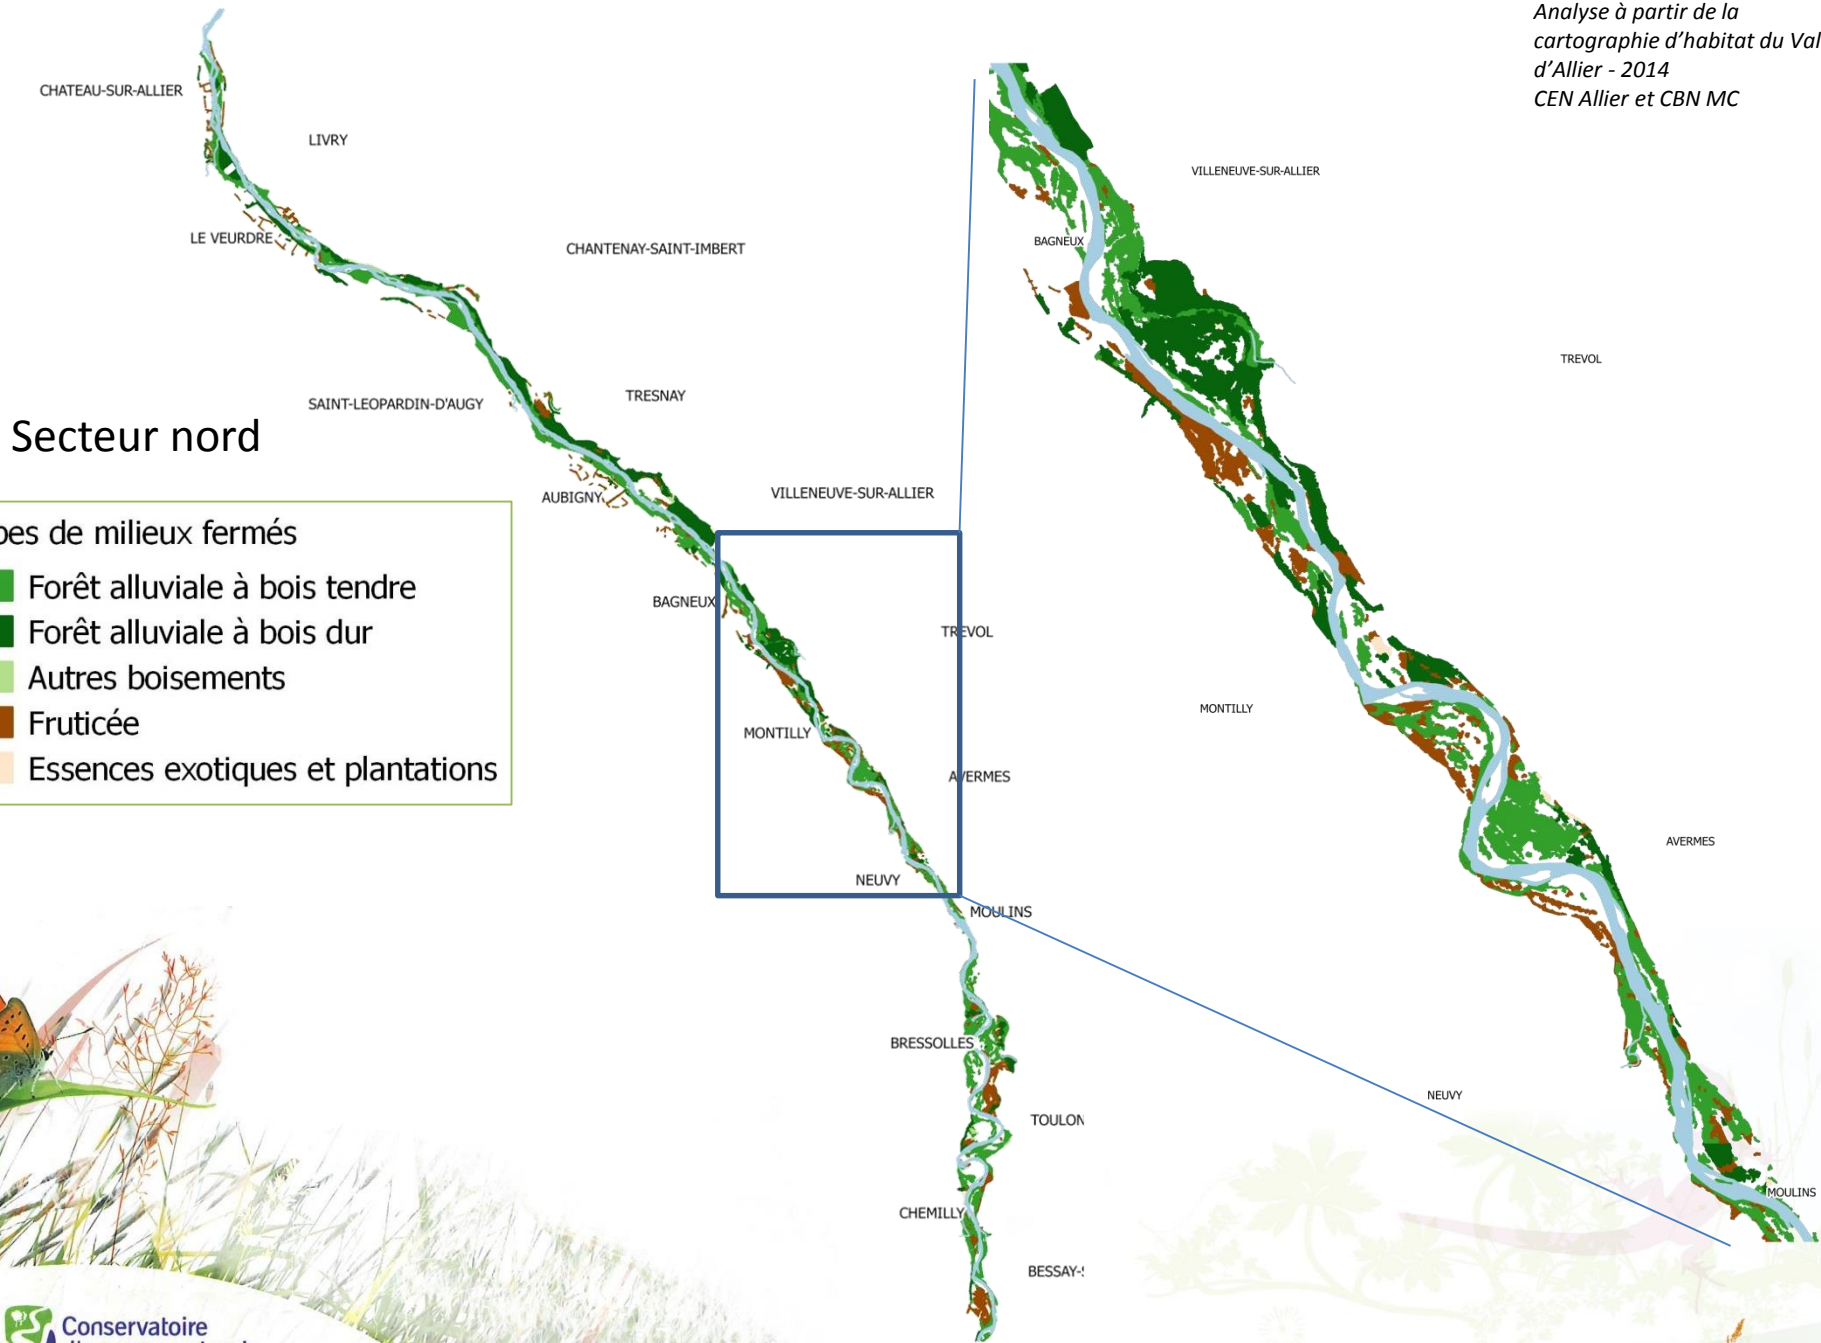 Analyse à partir de la
cartographie d'habitat du Val
d'Allier - 2014
CEN Allier et CBN MC
CHATEAU-SUR-ALLIER
LIVRY
LE VEURDRE
CHANTENAY-SAINT-IMBERT
SAINT-LEOPARDIN-D'AUGY
TRESNAY
Secteur nord
AUBIGNY
VILLENEUVE-SUR-ALLIER
BAGNEUX
TREVOL
MONTILLY
AVERMES
NEUVY
MOULINS
BRESSOLLES
TOULON
CHEMILLY
BESSAY-
pes de milieux fermés
Forêt alluviale à bois tendre
Forêt alluviale à bois dur
Autres boisements
Fruticée
Essences exotiques et plantations
VILLENEUVE-SUR-ALLIER
BAGNEUX
TREVOL
MONTILLY
AVERMES
NEUVY
MOULINS
Conservatoire